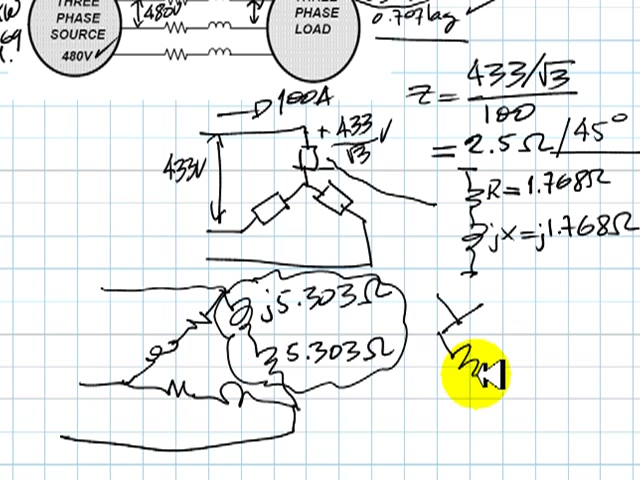 THREE
PHASE
SOURCE
480V
480V
THREE
PHASE
LOAD
0.707 lag
100A
433V
+ 433/√3 V
Z = 433/√3 / 100
= 2.5Ω /45°
R = 1.768Ω
jX = j1.768Ω
j5.303Ω
5.303Ω
Y